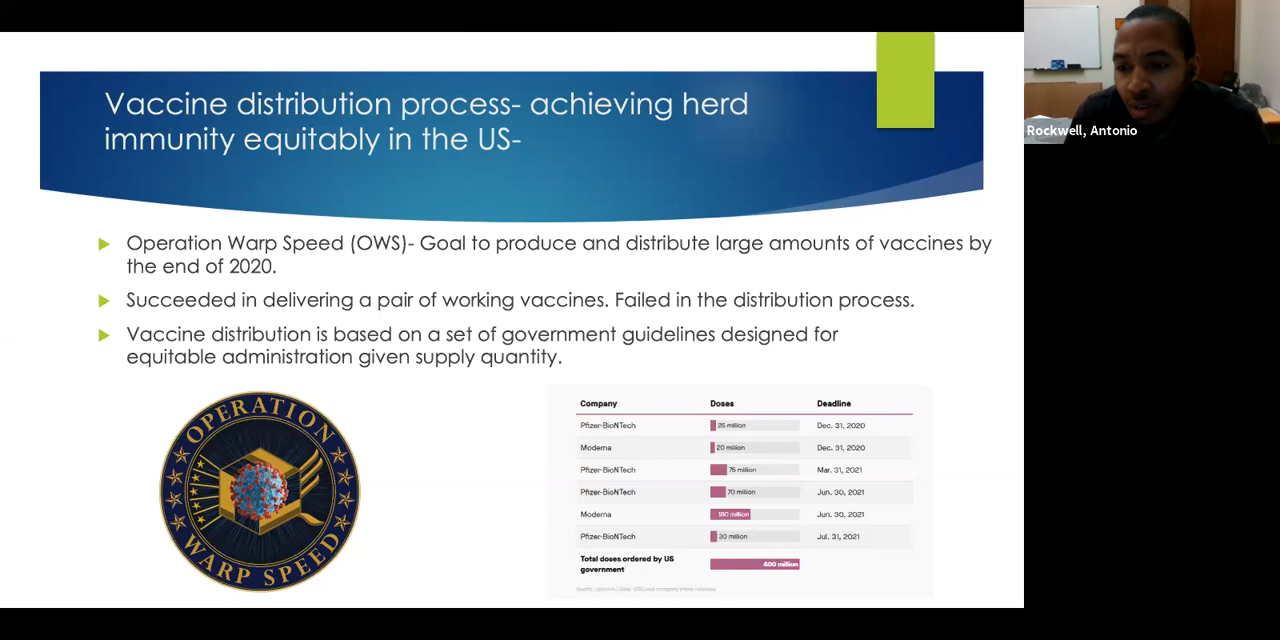 Vaccine distribution process- achieving herd
immunity equitably in the US-
Rockwell, Antonio
Operation Warp Speed (OWS)- Goal to produce and distribute large amounts of vaccines by
the end of 2020.
Succeeded in delivering a pair of working vaccines. Failed in the distribution process.
Vaccine distribution is based on a set of government guidelines designed for
equitable administration given supply quantity.
OPERATION
WARP SPEED
Company Doses Deadline
Pfizer-BioNTech 25 million Dec. 31, 2020
Moderna 20 million Dec. 31, 2020
Pfizer-BioNTech 75 million Mar. 31, 2021
Pfizer-BioNTech 70 million Jun. 30, 2021
Moderna 180 million Jun. 30, 2021
Pfizer-BioNTech 30 million Jul. 31, 2021
Total doses ordered by US 400 million
government